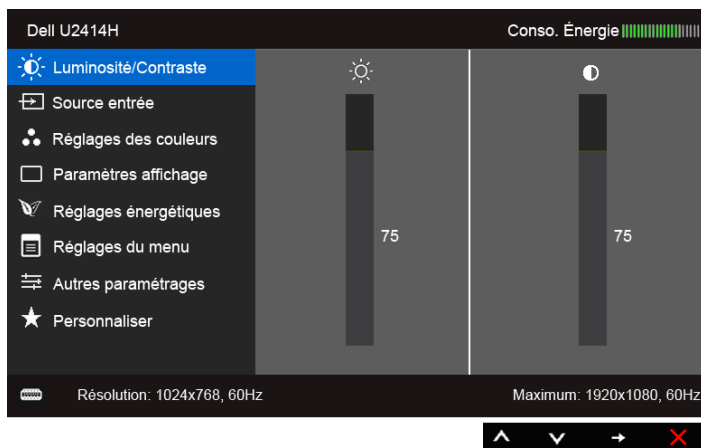 Dell U2414H
Conso. Énergie
Luminosité/Contraste
Source entrée
Réglages des couleurs
Paramètres affichage
Réglages énergétiques
Réglages du menu
Autres paramétrages
Personnaliser
75
75
Résolution: 1024x768, 60Hz
Maximum: 1920x1080, 60Hz